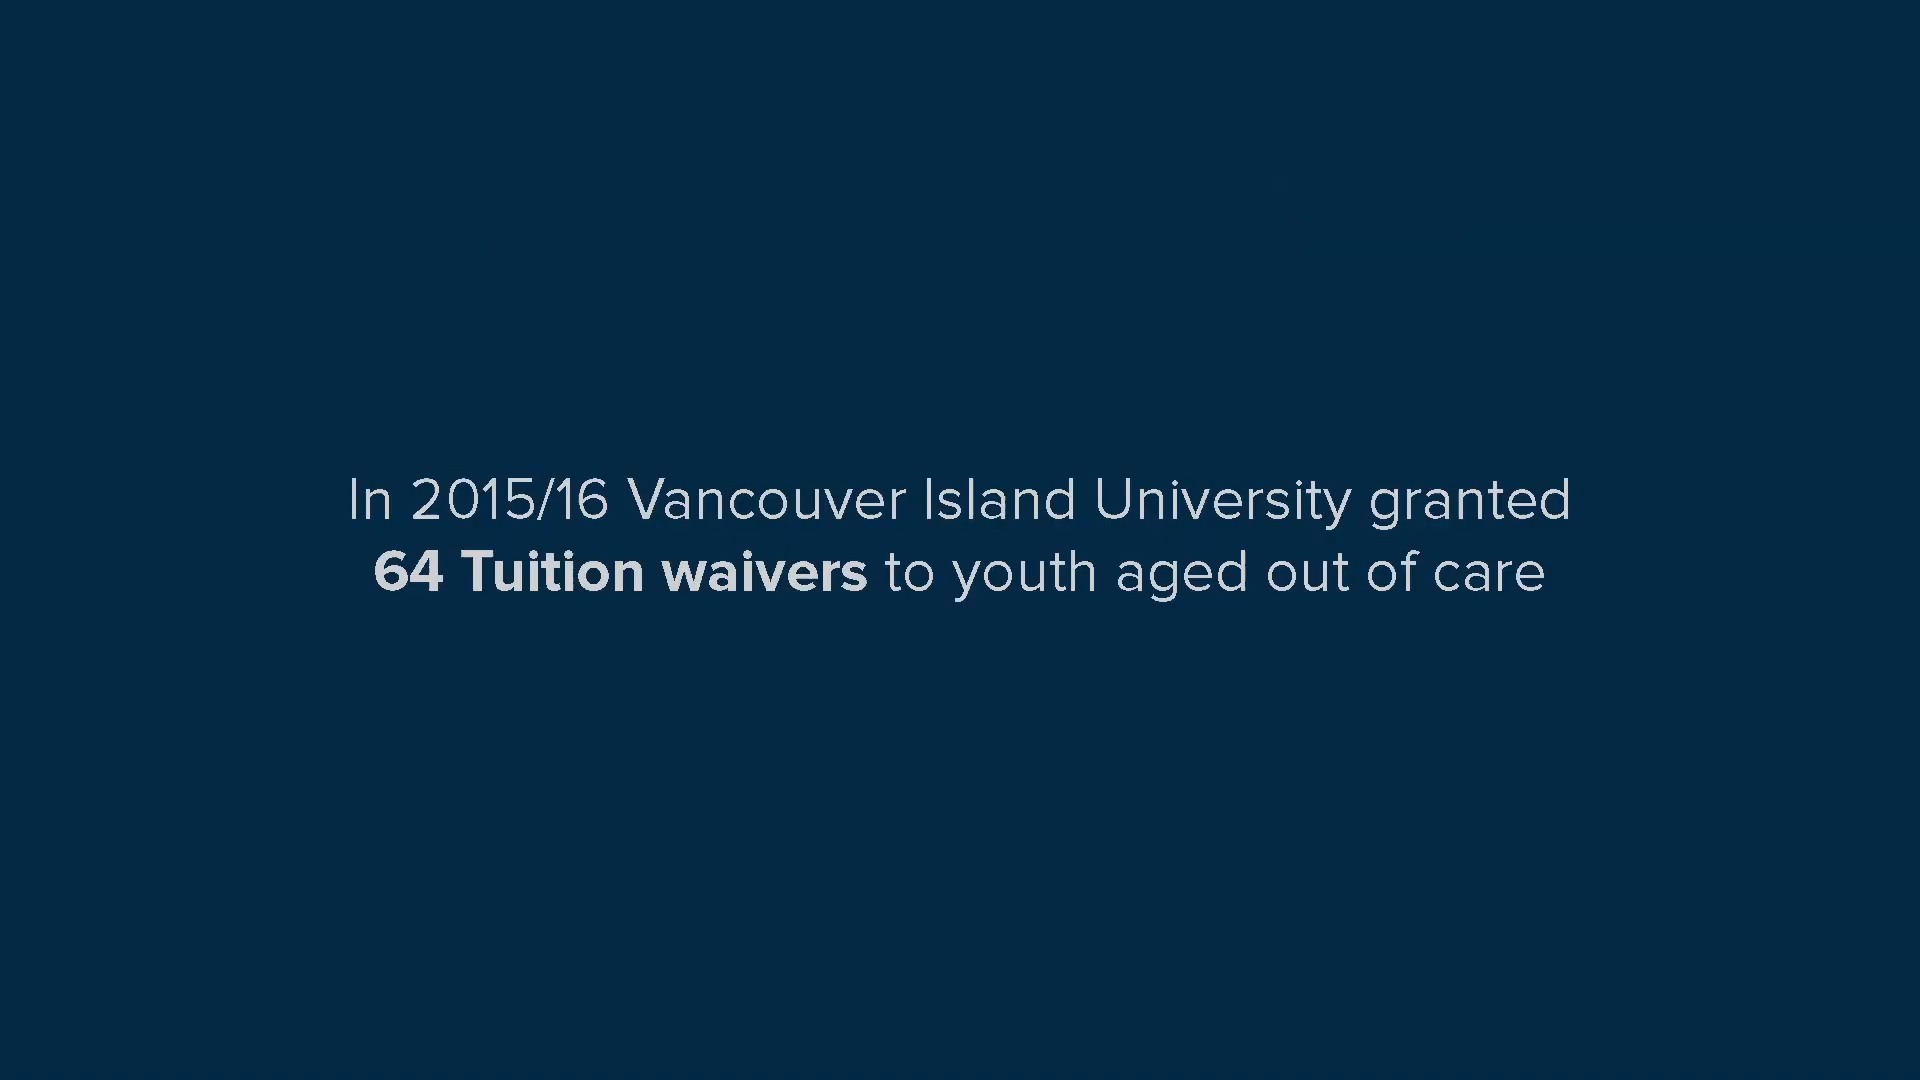 In 2015/16 Vancouver Island University granted
64 Tuition waivers to youth aged out of care